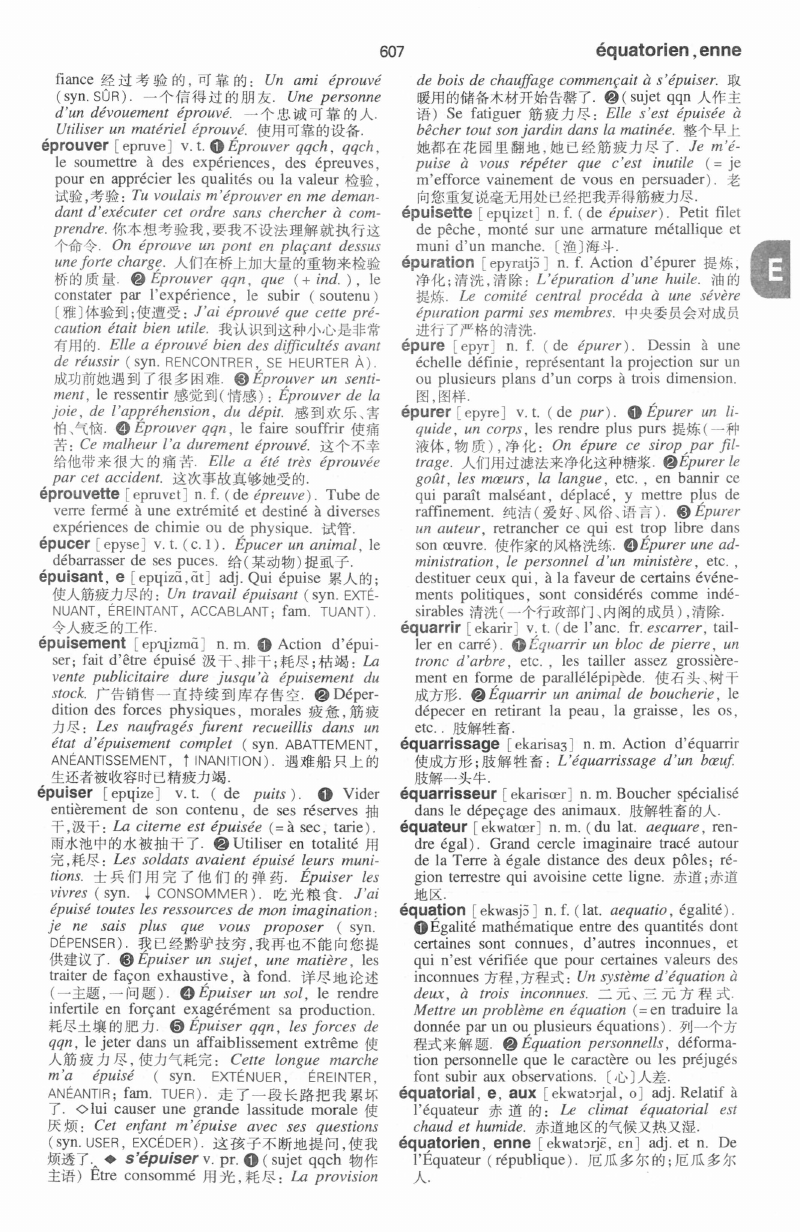 607
équatorien, enne
fiance 经过考验的, 可靠的: Un ami éprouvé
(syn. SÛR). 一个信得过的朋友. Une personne
d'un dévouement éprouvé. 一个忠诚可靠的人.
Utiliser un matériel éprouvé. 使用可靠的设备.
éprouver [epruve] v. t. ❶ Éprouver qqch, qqch,
le soumettre à des expériences, des épreuves,
pour en apprécier les qualités ou la valeur 检验,
试验,考验: Tu voulais m'éprouver en me deman-
dant d'exécuter cet ordre sans chercher à com-
prendre. 你本想考验我,要我不设法理解就执行这
个命令. On éprouve un pont en plaçant dessus
une forte charge. 人们在桥上加大量的重物来检验
桥的质量. ❷ Éprouver qqn, que (+ ind.), le
constater par l'expérience, le subir (soutenu)
[雅]体验到;使遭受: J'ai éprouvé que cette pré-
caution était bien utile. 我认识到这种小心是非常
有用的. Elle a éprouvé bien des difficultés avant
de réussir (syn. RENCONTRER, SE HEURTER À).
成功前她遇到了很多困难. ❸ Éprouver un senti-
ment, le ressentir 感觉到(情感): Éprouver de la
joie, de l'appréhension, du dépit. 感到欢乐、害
怕、气恼. ❹ Éprouver qqn, le faire souffrir 使痛
苦: Ce malheur l'a durement éprouvé. 这个不幸
给他带来很大的痛苦. Elle a été très éprouvée
par cet accident. 这次事故真够她受的.
éprouvette [epruvɛt] n. f. (de épreuve). Tube de
verre fermé à une extrémité et destiné à diverses
expériences de chimie ou de physique. 试管.
épucer [epyse] v. t. (c. 1). Épucer un animal, le
débarrasser de ses puces. 给(某动物)捉虱子.
épuisant, e [epɥizɑ̃, ɑ̃t] adj. Qui épuise 累人的;
使人筋疲力尽的: Un travail épuisant (syn. EXTÉ-
NUANT, ÉREINTANT, ACCABLANT; fam. TUANT).
令人疲乏的工作.
épuisement [epɥizmɑ̃] n. m. ❶ Action d'épui-
ser; fait d'être épuisé 汲干、排干;耗尽;枯竭: La
vente publicitaire dure jusqu'à épuisement du
stock. 广告销售一直持续到库存售空. ❷ Déper-
dition des forces physiques, morales 疲惫,筋疲
力尽: Les naufragés furent recueillis dans un
état d'épuisement complet (syn. ABATTEMENT,
ANÉANTISSEMENT, ↑ INANITION). 遇难船只上的
生还者被收容时已精疲力竭.
épuiser [epɥize] v. t. (de puits). ❶ Vider
entièrement de son contenu, de ses réserves 抽
干,汲干: La citerne est épuisée (= à sec, tarie).
雨水池中的水被抽干了. ❷ Utiliser en totalité 用
完,耗尽: Les soldats avaient épuisé leurs muni-
tions. 士兵们用完了他们的弹药. Épuiser les
vivres (syn. ↓ CONSOMMER). 吃光粮食. J'ai
épuisé toutes les ressources de mon imagination:
je ne sais plus que vous proposer (syn.
DÉPENSER). 我已经黔驴技穷,我再也不能向您提
供建议了. ❸ Épuiser un sujet, une matière, les
traiter de façon exhaustive, à fond. 详尽地论述
(一主题,一问题). ❹ Épuiser un sol, le rendre
infertile en forçant exagérément sa production.
耗尽土壤的肥力. ❺ Épuiser qqn, les forces de
qqn, le jeter dans un affaiblissement extrême 使
人筋疲力尽,使力气耗完: Cette longue marche
m'a épuisé (syn. EXTÉNUER, ÉREINTER,
ANÉANTIR; fam. TUER). 走了一段长路把我累坏
了. ◇lui causer une grande lassitude morale 使
厌烦: Cet enfant m'épuise avec ses questions
(syn. USER, EXCÉDER). 这孩子不断地提问,使我
烦透了. ◆ s'épuiser v. pr. ❶ (sujet qqch 物作
主语) Être consommé 用光,耗尽: La provision
de bois de chauffage commençait à s'épuiser. 取
暖用的储备木材开始告罄了. ❷ (sujet qqn 人作主
语) Se fatiguer 筋疲力尽: Elle s'est épuisée à
bêcher tout son jardin dans la matinée. 整个早上
她都在花园里翻地,她已经筋疲力尽了. Je m'é-
puise à vous répéter que c'est inutile (= je
m'efforce vainement de vous en persuader). 老
向您重复说毫无用处已经把我弄得筋疲力尽.
épuisette [epɥizɛt] n. f. (de épuiser). Petit filet
de pêche, monté sur une armature métallique et
muni d'un manche. [渔]海斗.
épuration [epyratjɔ̃] n. f. Action d'épurer 提炼,
净化;清洗,清除: L'épuration d'une huile. 油的
提炼. Le comité central procéda à une sévère
épuration parmi ses membres. 中央委员会对成员
进行了严格的清洗.
épure [epyr] n. f. (de épurer). Dessin à une
échelle définie, représentant la projection sur un
ou plusieurs plans d'un corps à trois dimension.
图,图样.
épurer [epyre] v. t. (de pur). ❶ Épurer un li-
quide, un corps, les rendre plus purs 提炼(一种
液体,物质),净化: On épure ce sirop par fil-
trage. 人们用过滤法来净化这种糖浆. ❷ Épurer le
goût, les mœurs, la langue, etc., en bannir ce
qui paraît malséant, déplacé, y mettre plus de
raffinement. 纯洁(爱好、风俗、语言). ❸ Épurer
un auteur, retrancher ce qui est trop libre dans
son œuvre. 使作家的风格洗练. ❹ Épurer une ad-
ministration, le personnel d'un ministère, etc.,
destituer ceux qui, à la faveur de certains événe-
ments politiques, sont considérés comme indé-
sirables 清洗(一个行政部门、内阁的成员),清除.
équarrir [ekarir] v. t. (de l'anc. fr. escarrer, tail-
ler en carré). ❶ Équarrir un bloc de pierre, un
tronc d'arbre, etc., les tailler assez grossière-
ment en forme de parallélépipède. 使石头、树干
成方形. ❷ Équarrir un animal de boucherie, le
dépecer en retirant la peau, la graisse, les os,
etc.. 肢解牲畜.
équarrissage [ekarisaʒ] n. m. Action d'équarrir
使成方形;肢解牲畜: L'équarrissage d'un bœuf.
肢解一头牛.
équarrisseur [ekarisœr] n. m. Boucher spécialisé
dans le dépeçage des animaux. 肢解牲畜的人.
équateur [ekwatœr] n. m. (du lat. aequare, ren-
dre égal). Grand cercle imaginaire tracé autour
de la Terre à égale distance des deux pôles; ré-
gion terrestre qui avoisine cette ligne. 赤道;赤道
地区.
équation [ekwasjɔ̃] n. f. (lat. aequatio, égalité).
❶ Égalité mathématique entre des quantités dont
certaines sont connues, d'autres inconnues, et
qui n'est vérifiée que pour certaines valeurs des
inconnues 方程,方程式: Un système d'équation à
deux, à trois inconnues. 二元、三元方程式.
Mettre un problème en équation (= en traduire la
donnée par un ou plusieurs équations). 列一个方
程式来解题. ❷ Équation personnells, déforma-
tion personnelle que le caractère ou les préjugés
font subir aux observations. [心]人差.
équatorial, e, aux [ekwatɔrjal, o] adj. Relatif à
l'équateur 赤道的: Le climat équatorial est
chaud et humide. 赤道地区的气候又热又湿.
équatorien, enne [ekwatɔrjɛ̃, ɛn] adj. et n. De
l'Équateur (république). 厄瓜多尔的;厄瓜多尔
人.
E